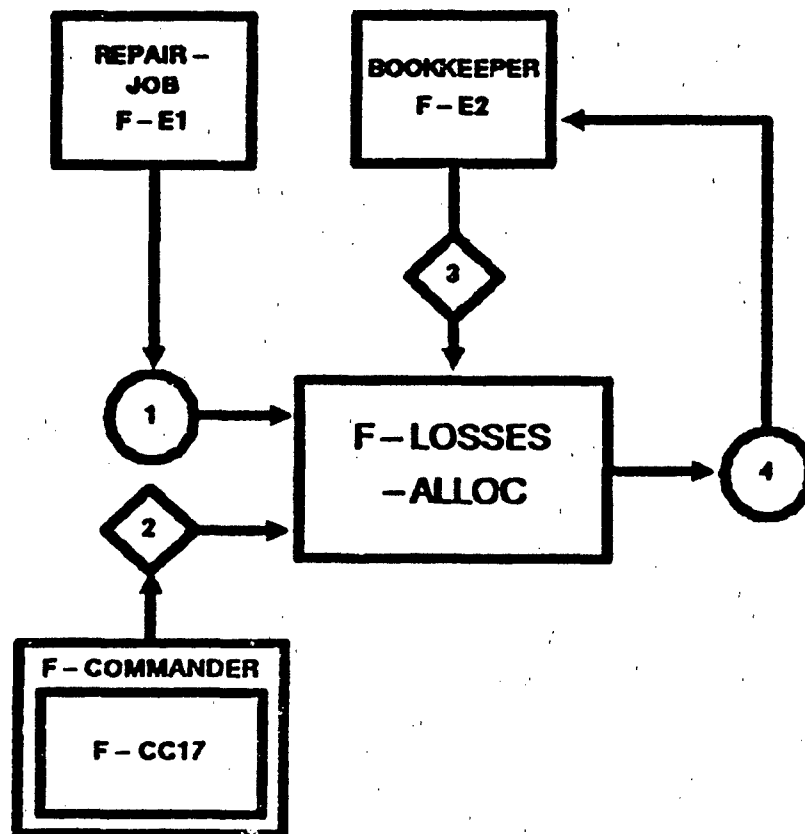 REPAIR –
JOB
F – E1
BOOKKEEPER
F – E2
3
1
F – LOSSES
– ALLOC
4
2
F – COMMANDER
F – CC17